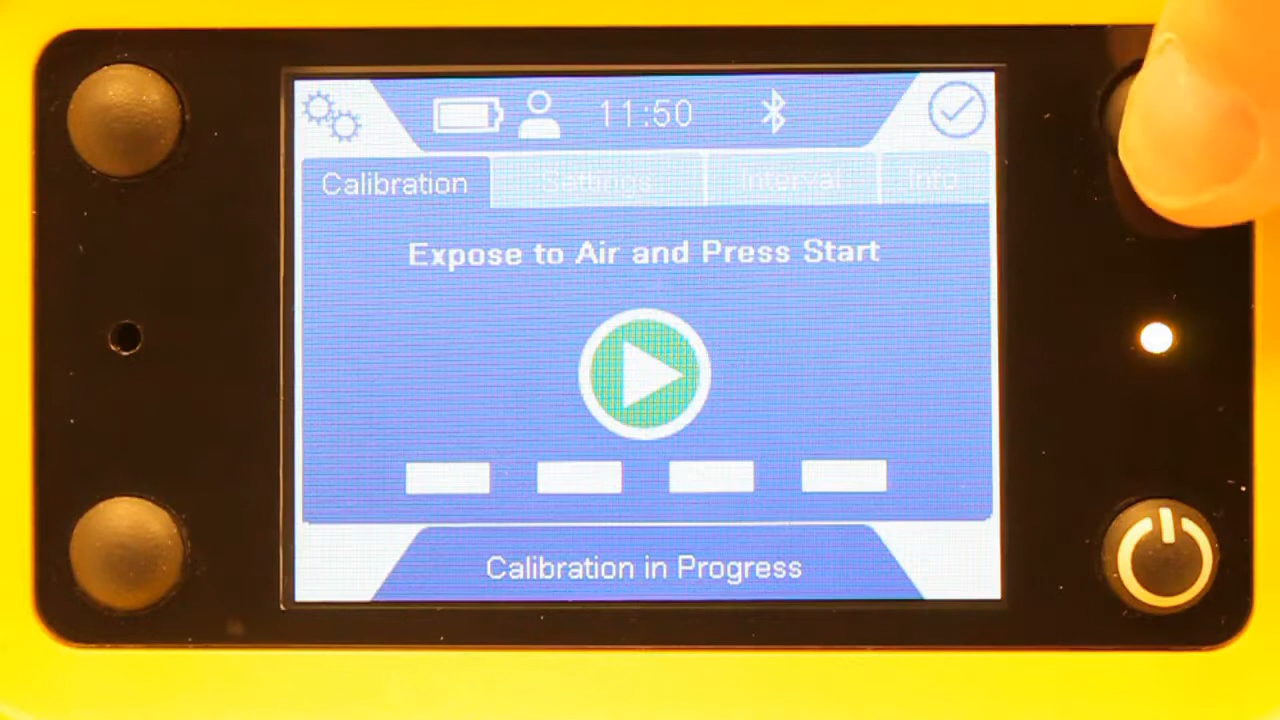 11:50
Calibration Settings Interval Info
Expose to Air and Press Start
Calibration in Progress